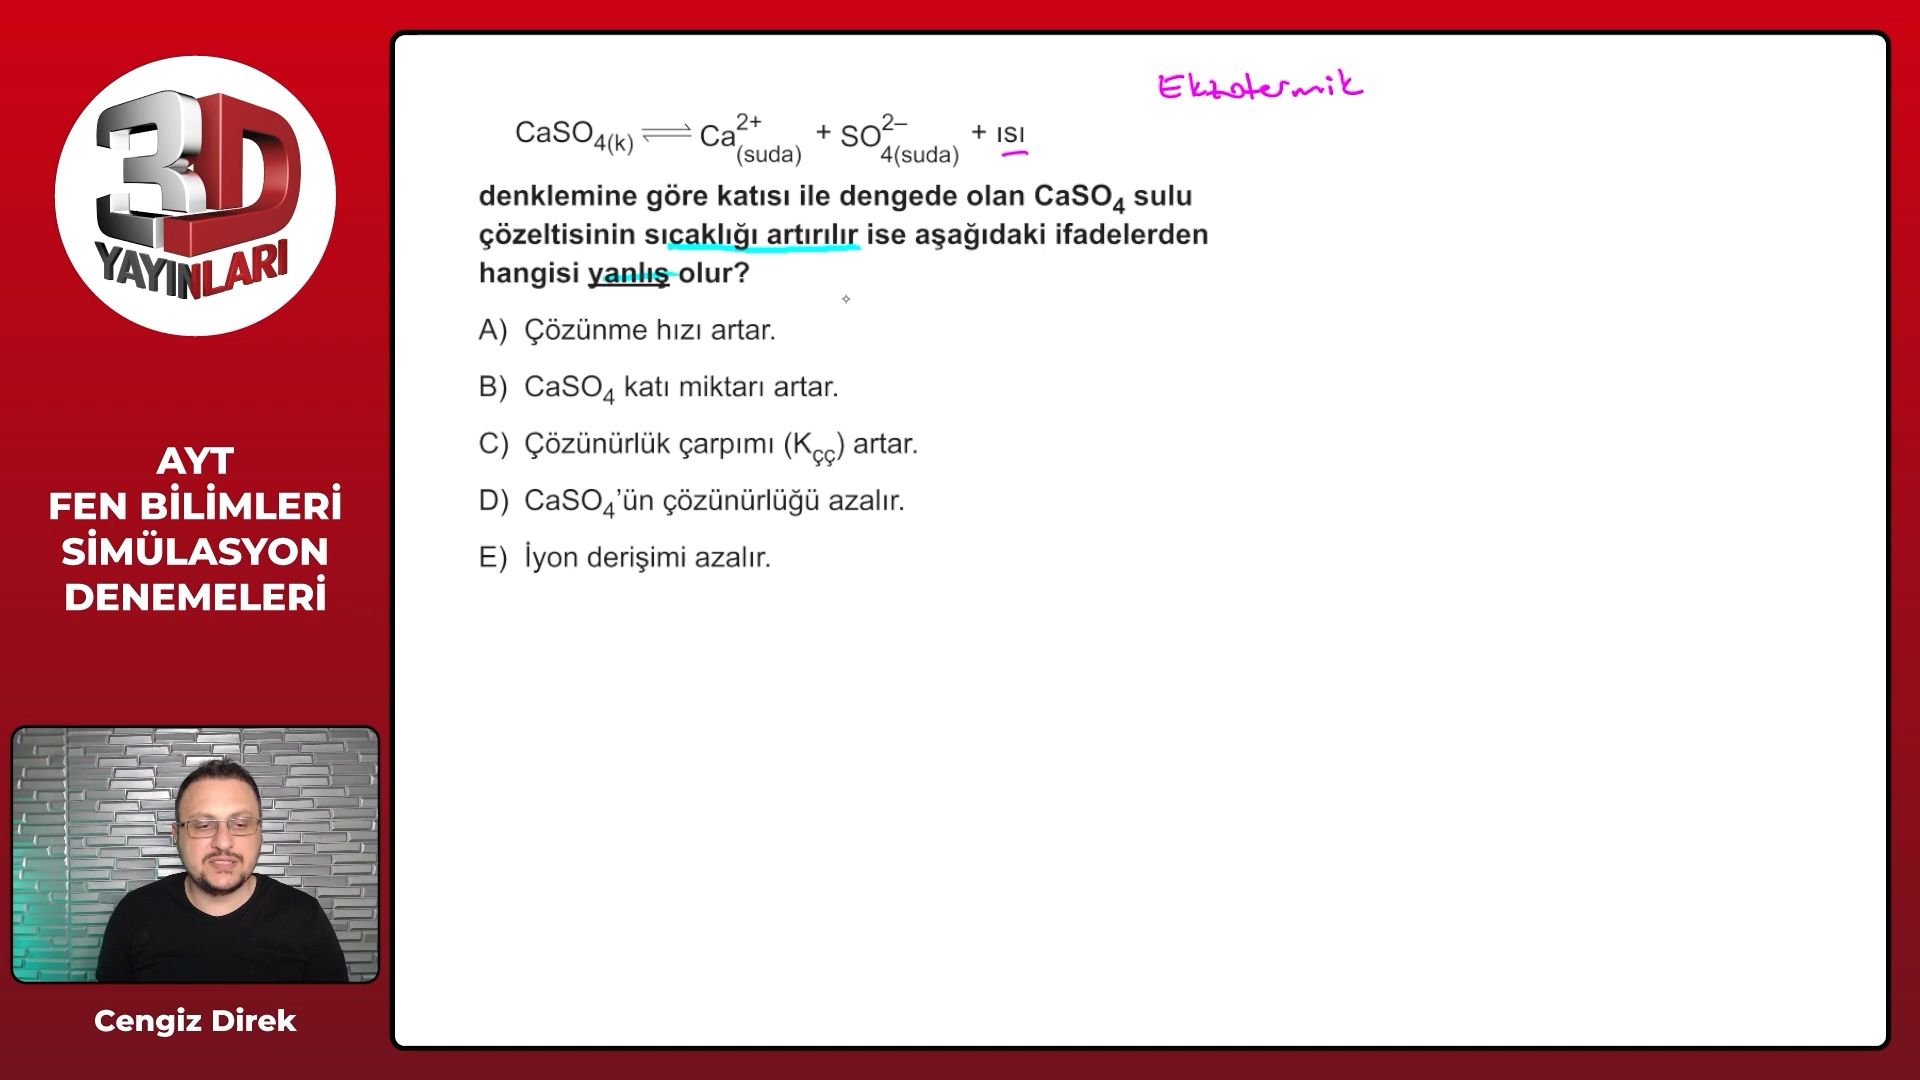 3D
YAYINLARI
AYT
FEN BİLİMLERİ
SİMÜLASYON
DENEMELERİ
Cengiz Direk
Ekzotermik
CaSO₄₍ₖ₎ ⇌ Ca²⁺(suda) + SO₄²⁻(suda) + ısı
denklemine göre katısı ile dengede olan CaSO₄ sulu
çözeltisinin sıcaklığı artırılır ise aşağıdaki ifadelerden
hangisi yanlış olur?
A) Çözünme hızı artar.
B) CaSO₄ katı miktarı artar.
C) Çözünürlük çarpımı (Kçç) artar.
D) CaSO₄’ün çözünürlüğü azalır.
E) İyon derişimi azalır.